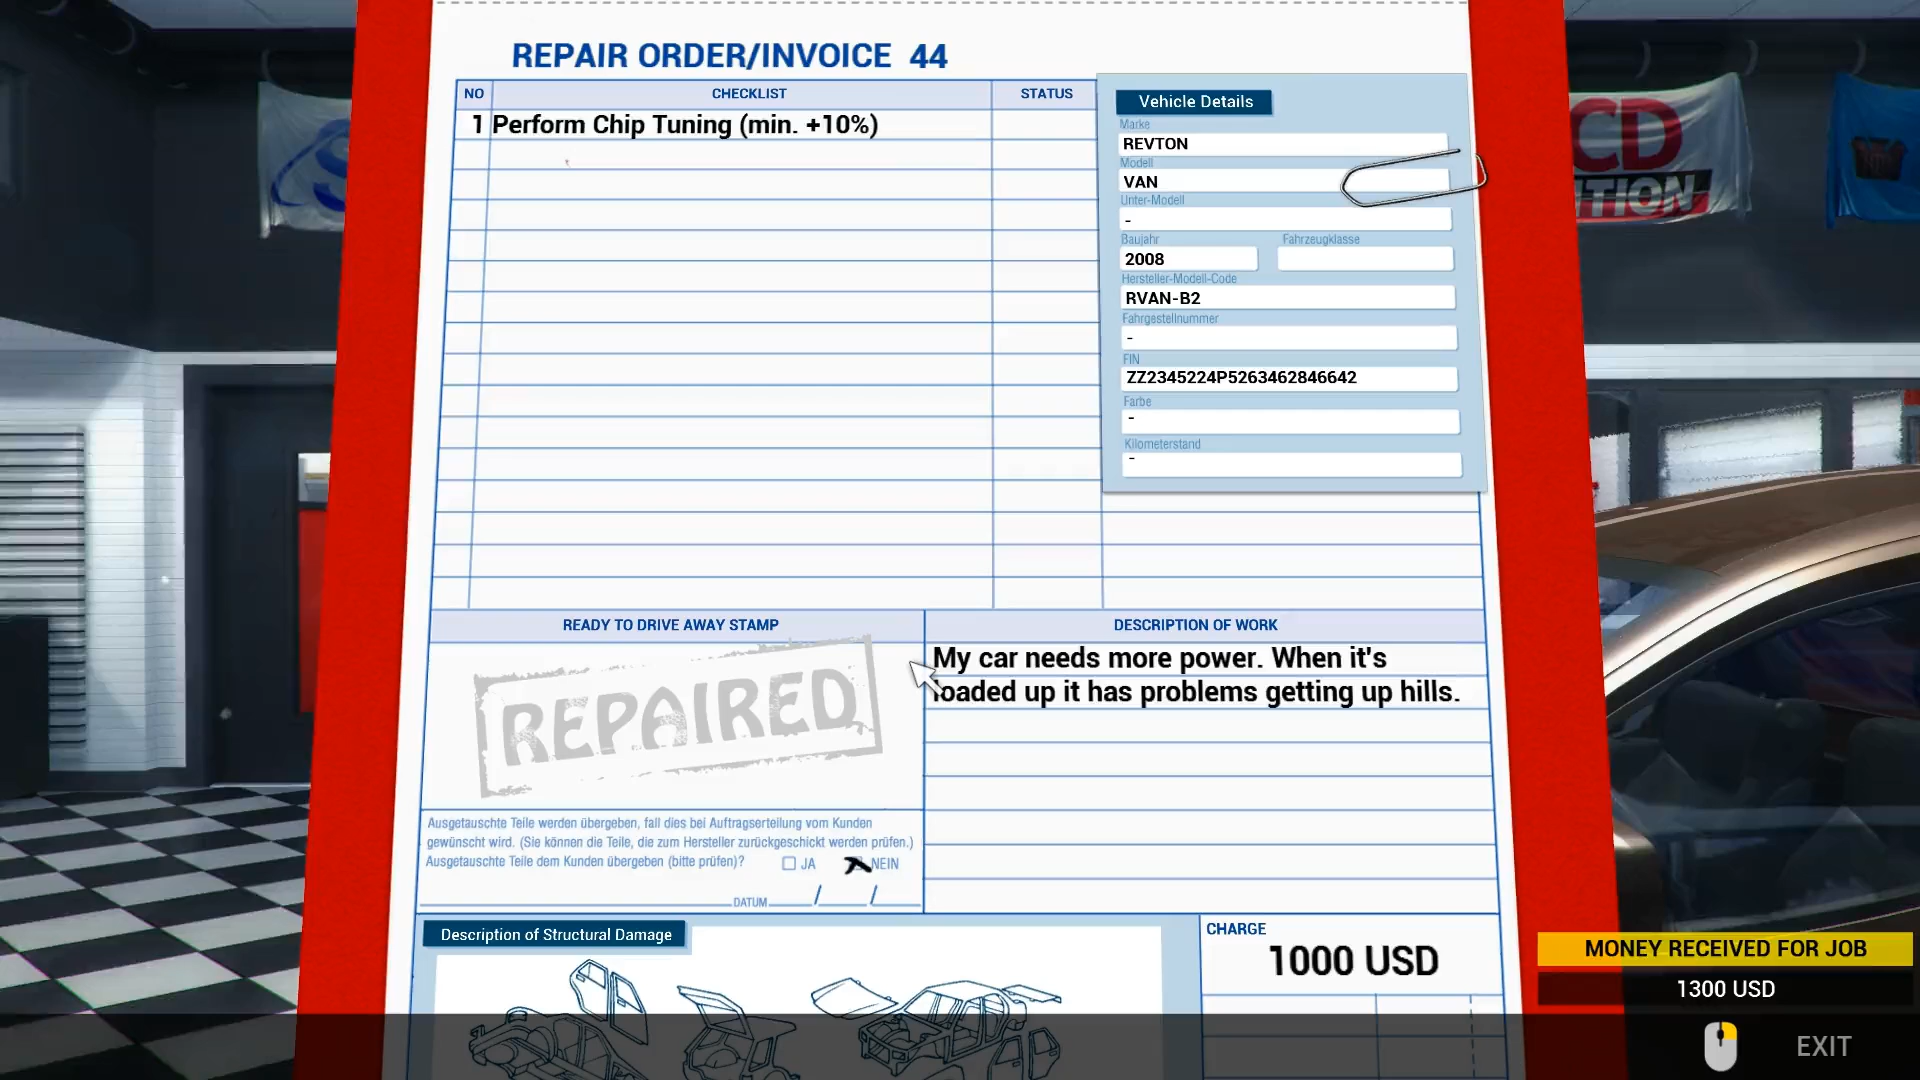 REPAIR ORDER/INVOICE 44
NO CHECKLIST STATUS
1 Perform Chip Tuning (min. +10%)
Vehicle Details
Marke
REVTON
Modell
VAN
Unter-Modell
-
Baujahr Fahrzeugklasse
2008
Hersteller-Modell-Code
RVAN-B2
Fahrgestellnummer
-
FIN
ZZ2345224P5263462846642
Farbe
-
Kilometerstand
-
CD
ITION
READY TO DRIVE AWAY STAMP
REPAIRED
DESCRIPTION OF WORK
My car needs more power. When it's
loaded up it has problems getting up hills.
Ausgetauschte Teile werden übergeben, fall dies bei Auftragserteilung vom Kunden
gewünscht wird. (Sie können die Teile, die zum Hersteller zurückgeschickt werden prüfen.)
Ausgetauschte Teile dem Kunden übergeben (bitte prüfen)? JA NEIN
DATUM / /
Description of Structural Damage
CHARGE
1000 USD
MONEY RECEIVED FOR JOB
1300 USD
EXIT